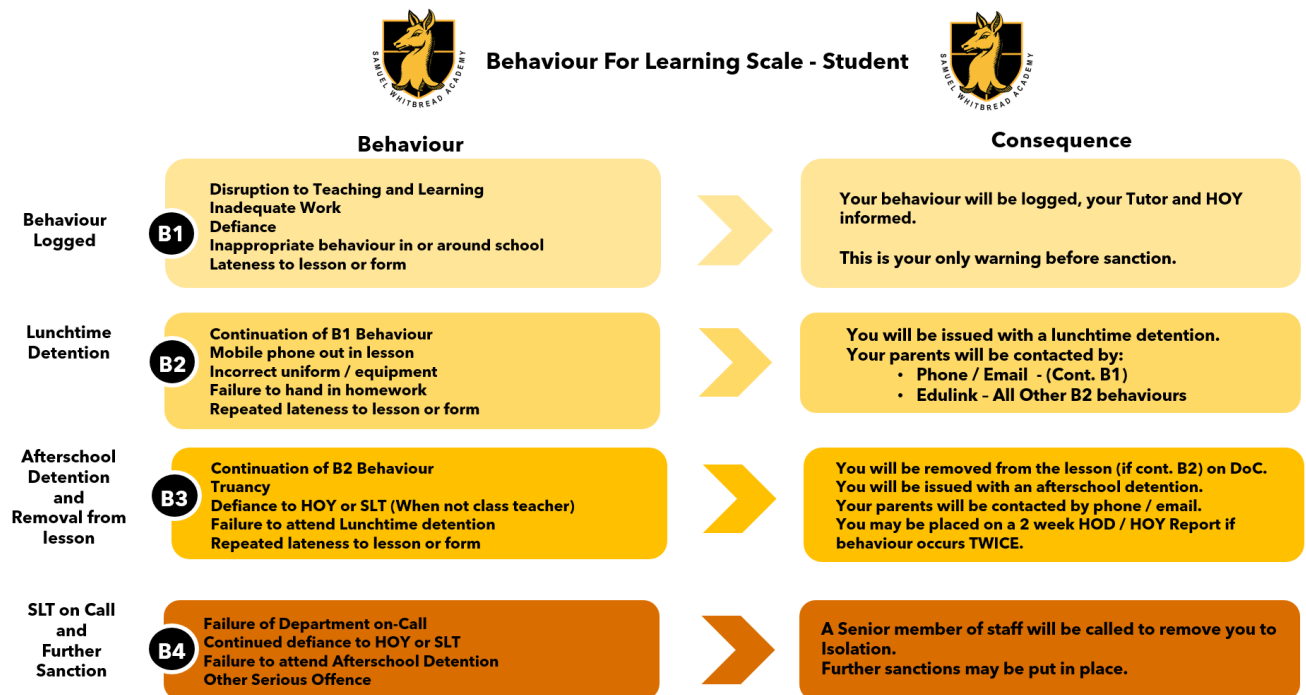 SAMUEL WHITBREAD ACADEMY
Behaviour For Learning Scale - Student
SAMUEL WHITBREAD ACADEMY
Behaviour
Consequence
Behaviour
Logged
B1
Disruption to Teaching and Learning
Inadequate Work
Defiance
Inappropriate behaviour in or around school
Lateness to lesson or form
Your behaviour will be logged, your Tutor and HOY
informed.
This is your only warning before sanction.
Lunchtime
Detention
B2
Continuation of B1 Behaviour
Mobile phone out in lesson
Incorrect uniform / equipment
Failure to hand in homework
Repeated lateness to lesson or form
You will be issued with a lunchtime detention.
Your parents will be contacted by:
• Phone / Email - (Cont. B1)
• Edulink – All Other B2 behaviours
Afterschool
Detention
and
Removal from
lesson
B3
Continuation of B2 Behaviour
Truancy
Defiance to HOY or SLT (When not class teacher)
Failure to attend Lunchtime detention
Repeated lateness to lesson or form
You will be removed from the lesson (if cont. B2) on DoC.
You will be issued with an afterschool detention.
Your parents will be contacted by phone / email.
You may be placed on a 2 week HOD / HOY Report if
behaviour occurs TWICE.
SLT on Call
and
Further
Sanction
B4
Failure of Department on-Call
Continued defiance to HOY or SLT
Failure to attend Afterschool Detention
Other Serious Offence
A Senior member of staff will be called to remove you to
Isolation.
Further sanctions may be put in place.